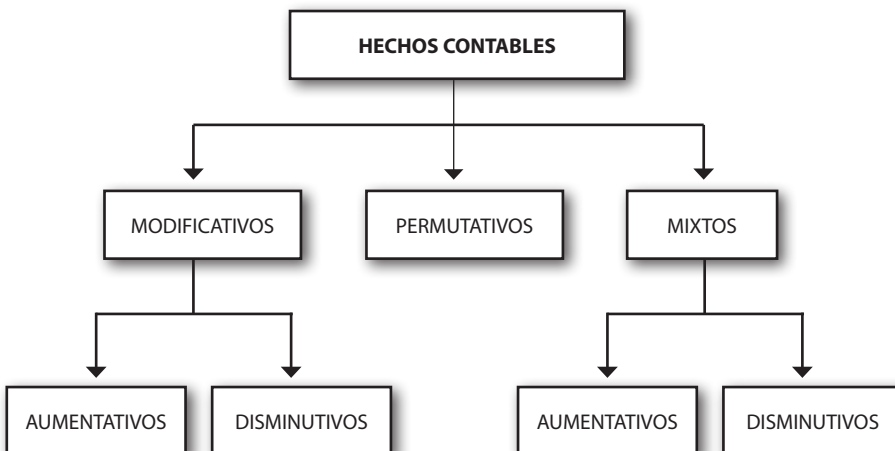 HECHOS CONTABLES
MODIFICATIVOS
PERMUTATIVOS
MIXTOS
AUMENTATIVOS
DISMINUTIVOS
AUMENTATIVOS
DISMINUTIVOS